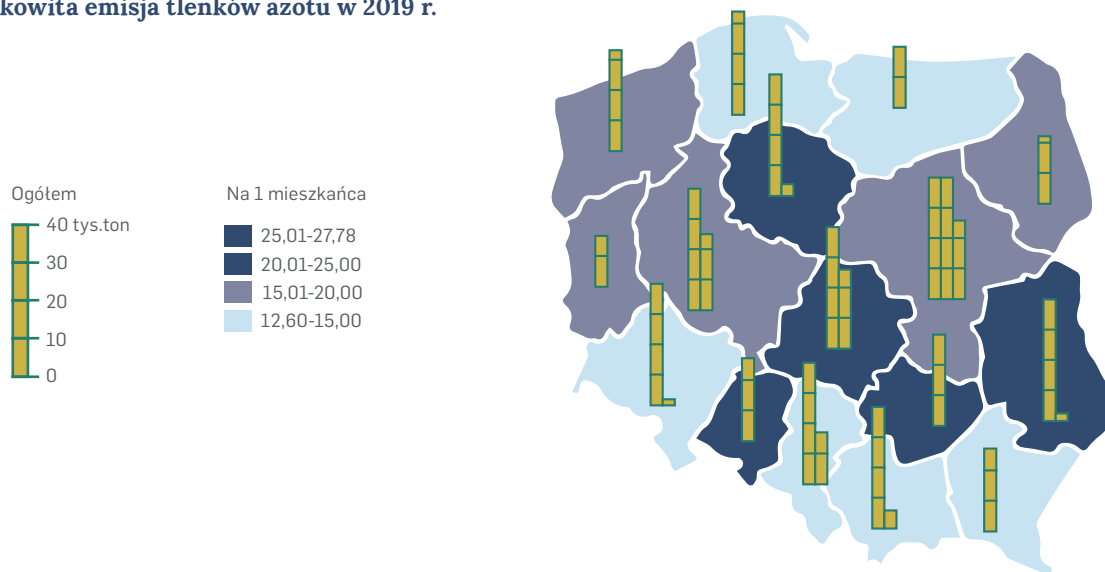 kowita emisja tlenków azotu w 2019 r.
Ogółem
40 tys.ton
30
20
10
0
Na 1 mieszkańca
25,01-27,78
20,01-25,00
15,01-20,00
12,60-15,00